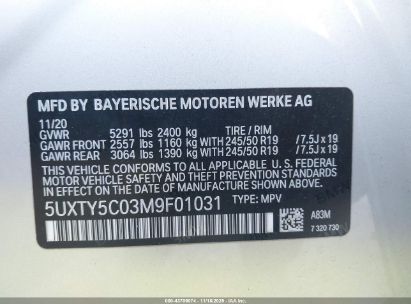 MFD BY BAYERISCHE MOTOREN WERKE AG
11/20
GVWR 5291 lbs 2400 kg TIRE / RIM
GAWR FRONT 2557 lbs 1160 kg 245/50 R19 /7.5J x 19
GAWR REAR 3064 lbs 1390 kg 245/50 R19 /7.5J x 19
THIS VEHICLE CONFORMS TO ALL APPLICABLE U. S. FEDERAL
MOTOR VEHICLE SAFETY, BUMPER, AND THEFT PREVENTION
STANDARDS IN EFFECT ON THE DATE OF MANUFACTURE SHOWN ABOVE.
5UXTY5C03M9F01031 TYPE: MPV
A83M
7 320 730